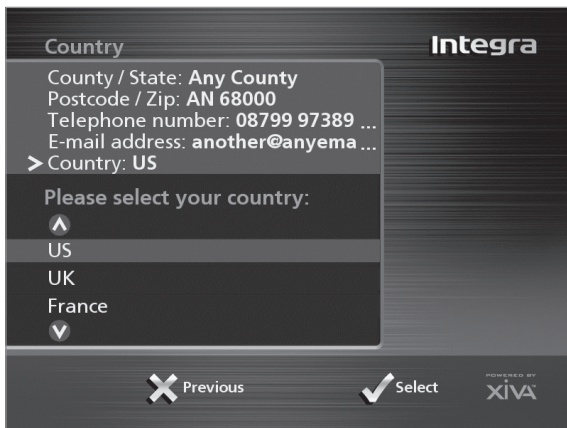 Country
Integra
County / State: Any County
Postcode / Zip: AN 68000
Telephone number: 08799 97389 ...
E-mail address: another@anyema ...
Country: US
Please select your country:
US
UK
France
Previous
Select
POWERED BY
XiVA